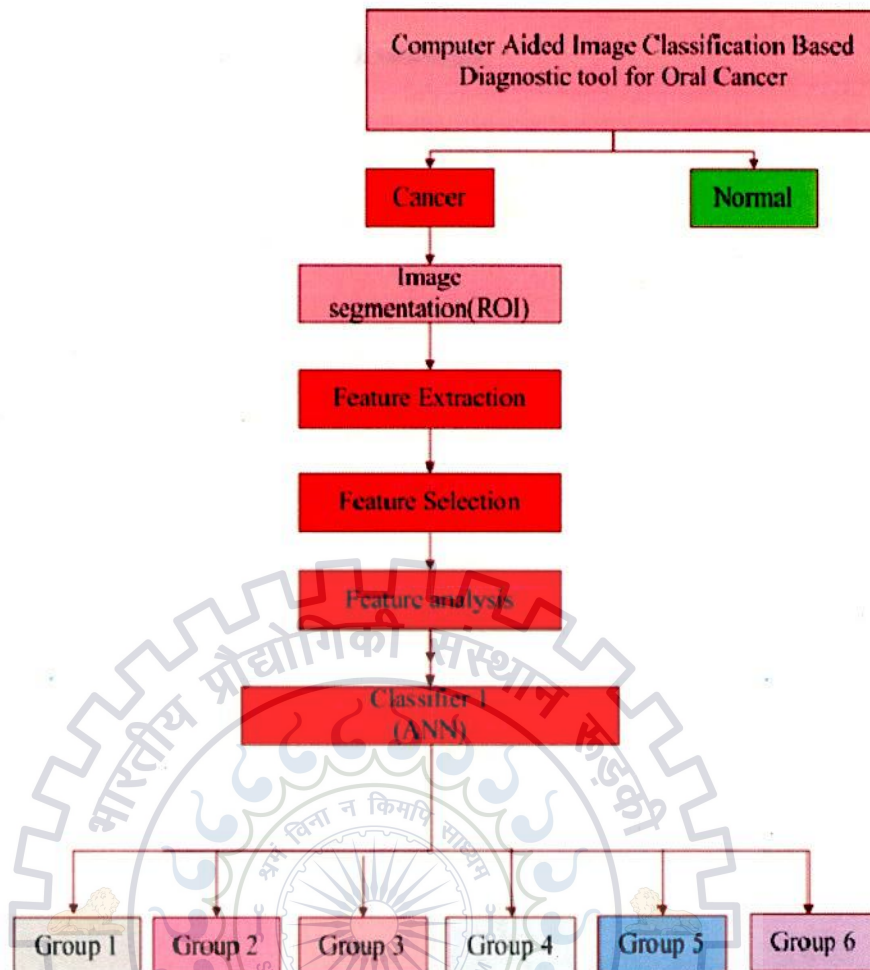 Computer Aided Image Classification Based
Diagnostic tool for Oral Cancer
Cancer
Normal
Image
segmentation(ROI)
Feature Extraction
Feature Selection
Feature analysis
Classifier 1
(ANN)
भारतीय प्रौद्योगिकी संस्थान रूड़की
श्रमं विना न किमपि साध्यम
Group 1
Group 2
Group 3
Group 4
Group 5
Group 6